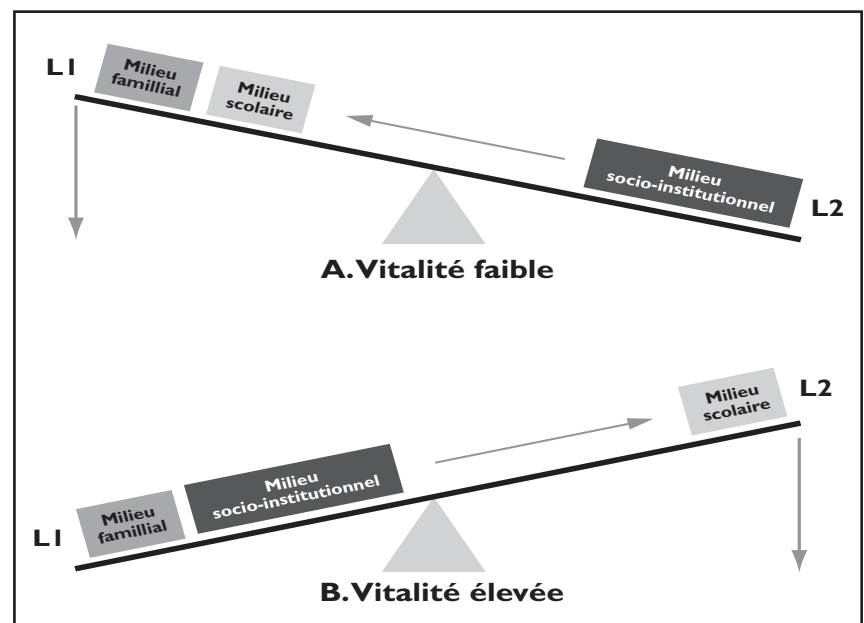 L1
Milieu
famillial
Milieu
scolaire
Milieu
socio-institutionnel
L2
A. Vitalité faible
Milieu
scolaire
L2
Milieu
socio-institutionnel
Milieu
famillial
L1
B. Vitalité élevée